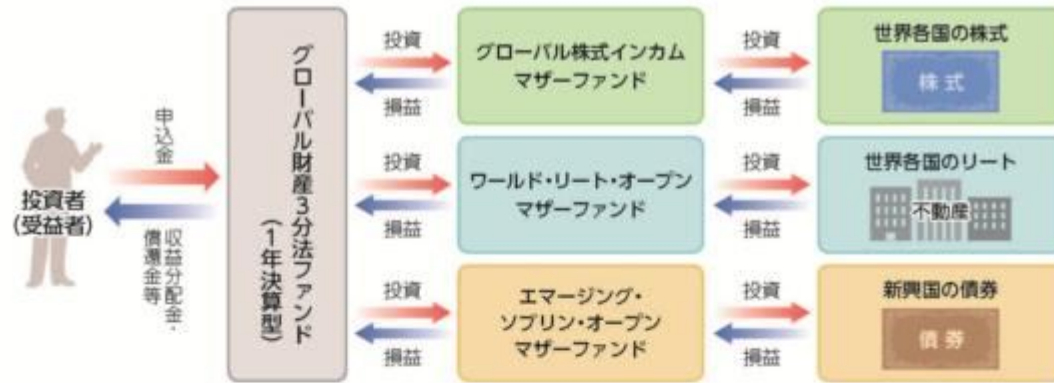 投資者
(受益者)
申込金
収益分配金・
償還金等
グローバル財産3分法ファンド
(1年決算型)
投資
損益
グローバル株式インカム
マザーファンド
投資
損益
世界各国の株式
株式
投資
損益
ワールド・リート・オープン
マザーファンド
投資
損益
世界各国のリート
不動産
投資
損益
エマージング・
ソブリン・オープン
マザーファンド
投資
損益
新興国の債券
債券